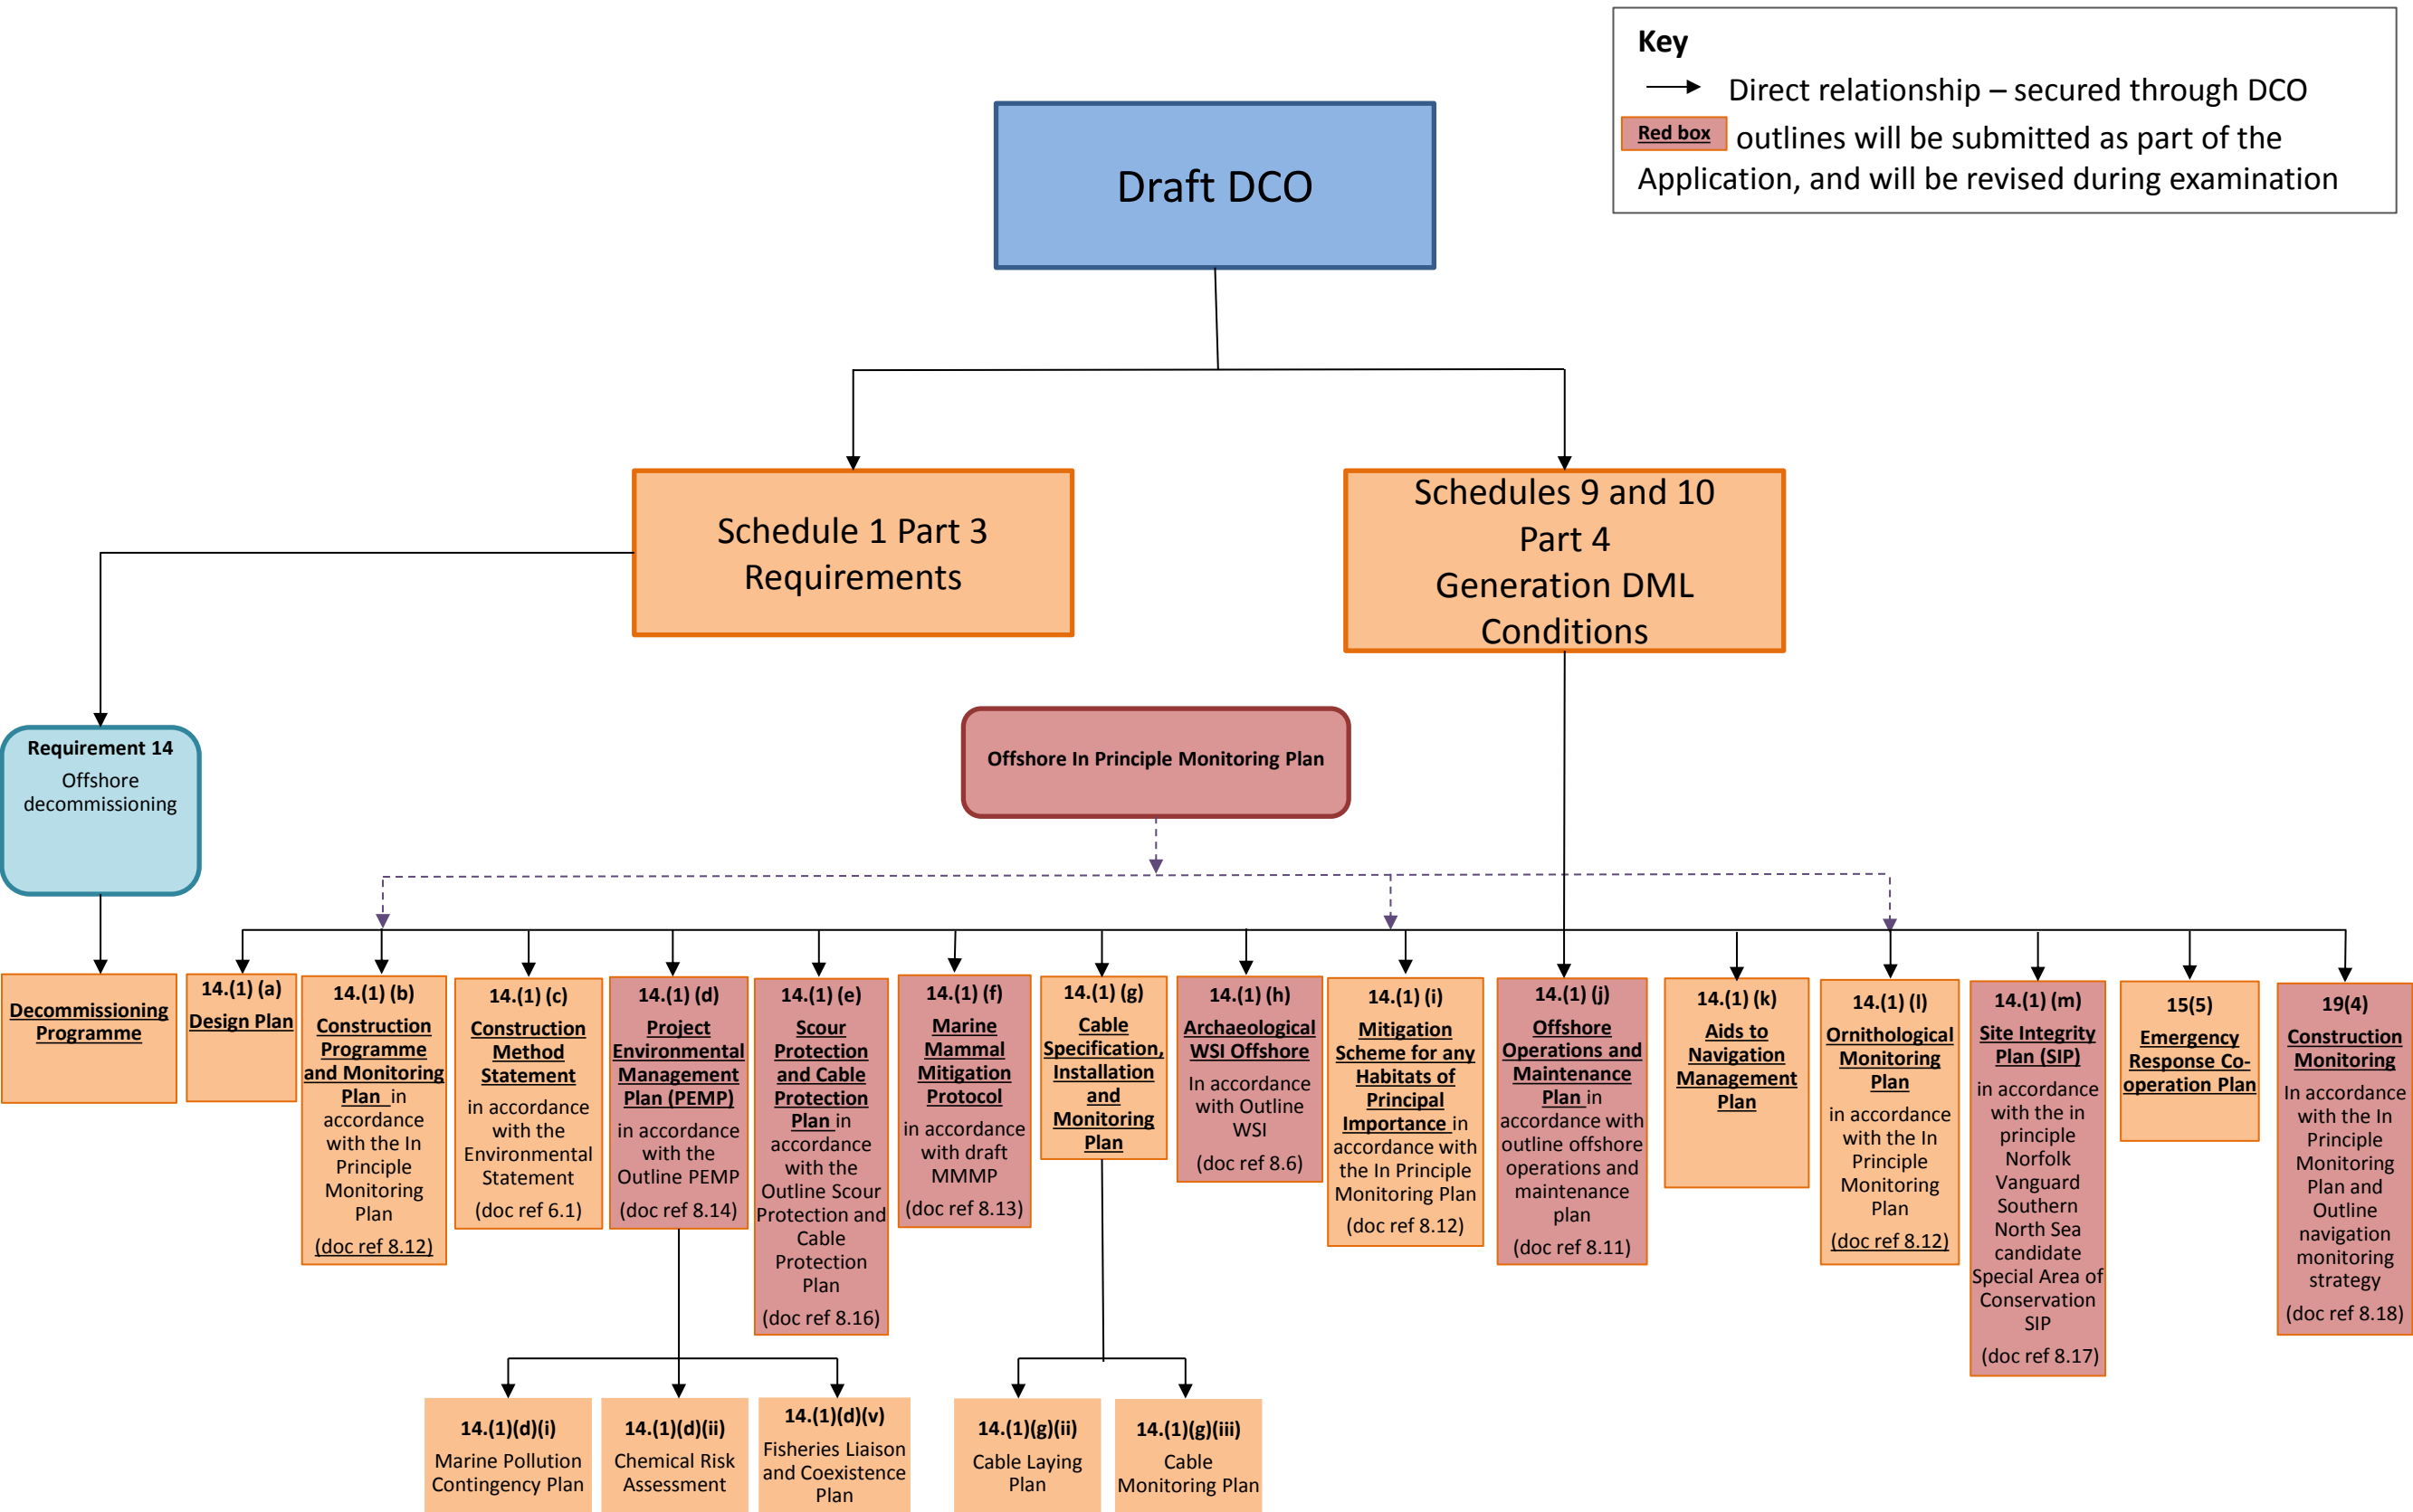 Key
Direct relationship – secured through DCO
Red box outlines will be submitted as part of the
Application, and will be revised during examination
Draft DCO
Schedule 1 Part 3
Requirements
Schedules 9 and 10
Part 4
Generation DML
Conditions
Requirement 14
Offshore
decommissioning
Offshore In Principle Monitoring Plan
Decommissioning
Programme
14.(1) (a)
Design Plan
14.(1) (b)
Construction
Programme
and Monitoring
Plan in
accordance
with the In
Principle
Monitoring
Plan
(doc ref 8.12)
14.(1) (c)
Construction
Method
Statement
in accordance
with the
Environmental
Statement
(doc ref 6.1)
14.(1) (d)
Project
Environmental
Management
Plan (PEMP)
in accordance
with the
Outline PEMP
(doc ref 8.14)
14.(1) (e)
Scour
Protection
and Cable
Protection
Plan in
accordance
with the
Outline Scour
Protection and
Cable
Protection
Plan
(doc ref 8.16)
14.(1) (f)
Marine
Mammal
Mitigation
Protocol
in accordance
with draft
MMMP
(doc ref 8.13)
14.(1) (g)
Cable
Specification,
Installation
and
Monitoring
Plan
14.(1) (h)
Archaeological
WSI Offshore
In accordance
with Outline
WSI
(doc ref 8.6)
14.(1) (i)
Mitigation
Scheme for any
Habitats of
Principal
Importance in
accordance with
the In Principle
Monitoring Plan
(doc ref 8.12)
14.(1) (j)
Offshore
Operations and
Maintenance
Plan in
accordance with
outline offshore
operations and
maintenance
plan
(doc ref 8.11)
14.(1) (k)
Aids to
Navigation
Management
Plan
14.(1) (l)
Ornithological
Monitoring
Plan
in accordance
with the In
Principle
Monitoring
Plan
(doc ref 8.12)
14.(1) (m)
Site Integrity
Plan (SIP)
in accordance
with the in
principle
Norfolk
Vanguard
Southern
North Sea
candidate
Special Area of
Conservation
SIP
(doc ref 8.17)
15(5)
Emergency
Response Co-
operation Plan
19(4)
Construction
Monitoring
In accordance
with the In
Principle
Monitoring
Plan and
Outline
navigation
monitoring
strategy
(doc ref 8.18)
14.(1)(d)(i)
Marine Pollution
Contingency Plan
14.(1)(d)(ii)
Chemical Risk
Assessment
14.(1)(d)(v)
Fisheries Liaison
and Coexistence
Plan
14.(1)(g)(ii)
Cable Laying
Plan
14.(1)(g)(iii)
Cable
Monitoring Plan